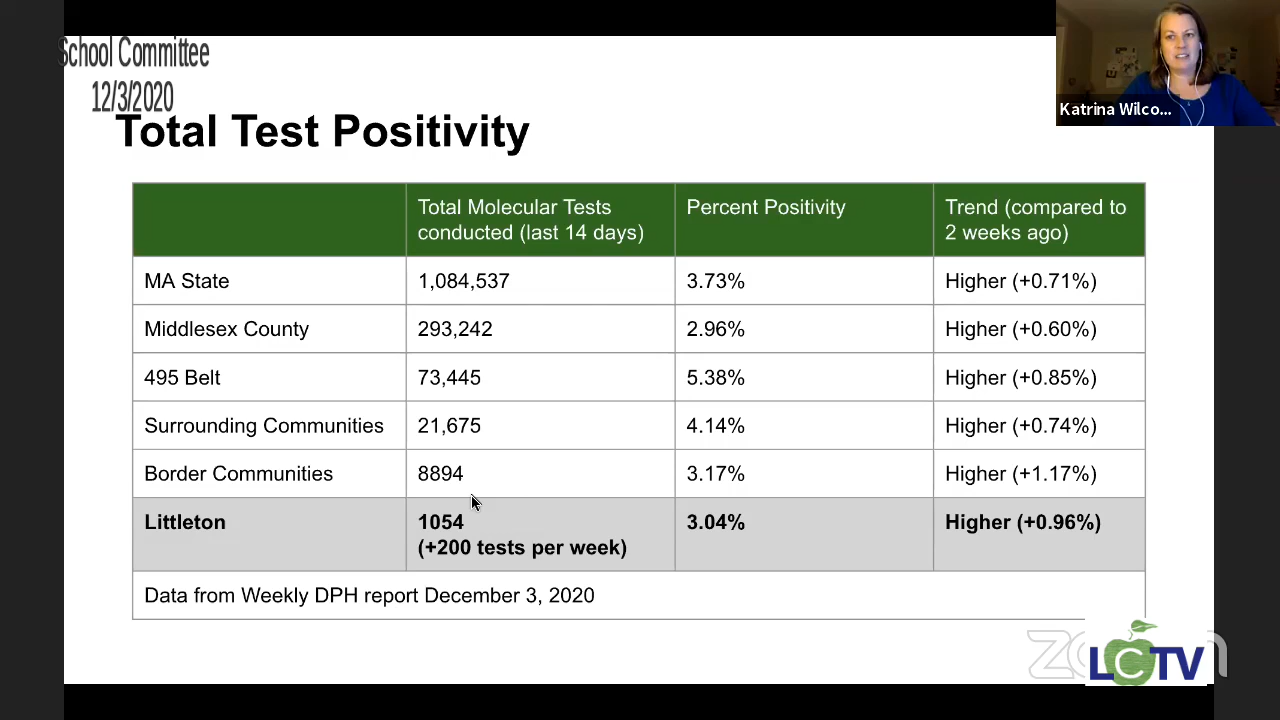 School Committee
12/3/2020
Katrina Wilco...
Total Test Positivity
Total Molecular Tests
conducted (last 14 days)
Percent Positivity
Trend (compared to
2 weeks ago)
MA State
1,084,537
3.73%
Higher (+0.71%)
Middlesex County
293,242
2.96%
Higher (+0.60%)
495 Belt
73,445
5.38%
Higher (+0.85%)
Surrounding Communities
21,675
4.14%
Higher (+0.74%)
Border Communities
8894
3.17%
Higher (+1.17%)
Littleton
1054
(+200 tests per week)
3.04%
Higher (+0.96%)
Data from Weekly DPH report December 3, 2020
LCTV